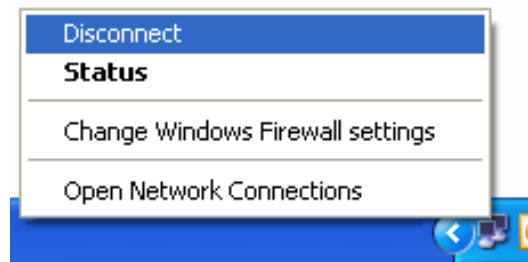 Disconnect
Status
Change Windows Firewall settings
Open Network Connections